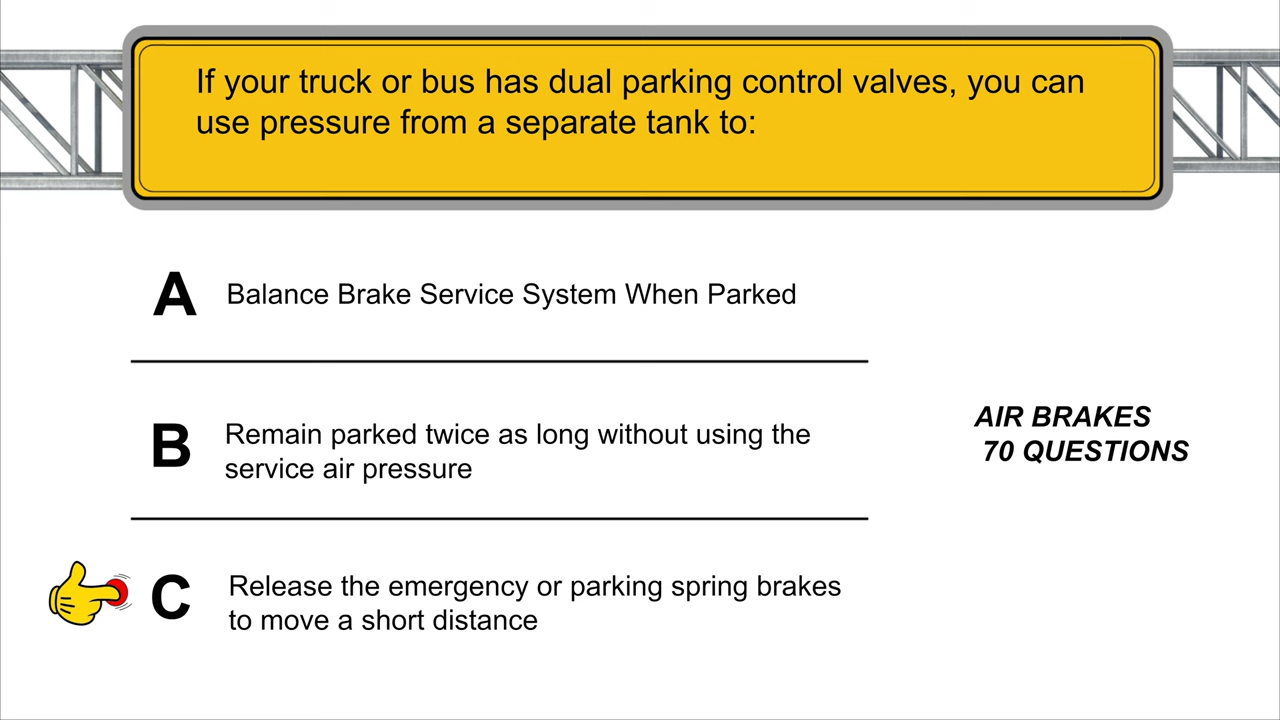 If your truck or bus has dual parking control valves, you can
use pressure from a separate tank to:
A Balance Brake Service System When Parked
B Remain parked twice as long without using the
service air pressure
AIR BRAKES
70 QUESTIONS
C Release the emergency or parking spring brakes
to move a short distance